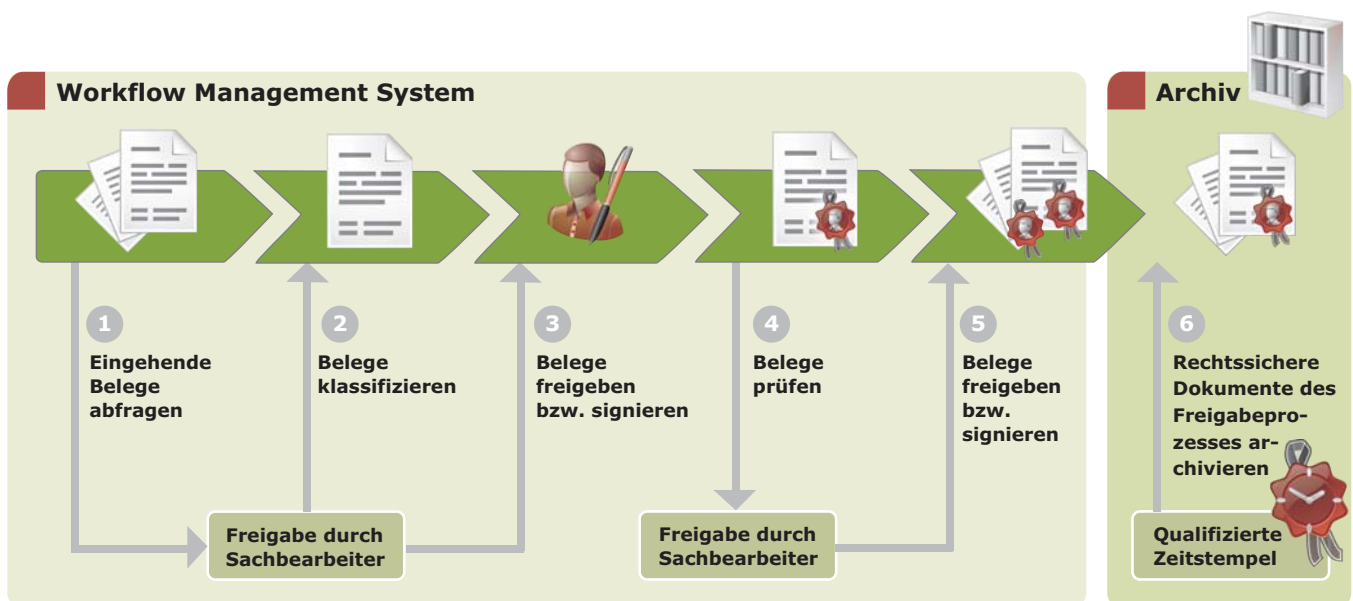 Workflow Management System
Archiv
1
Eingehende
Belege
abfragen
2
Belege
klassifizieren
3
Belege
freigeben
bzw. signieren
4
Belege
prüfen
5
Belege
freigeben
bzw.
signieren
6
Rechtssichere
Dokumente des
Freigabepro-
zesses ar-
chivieren
Freigabe durch
Sachbearbeiter
Freigabe durch
Sachbearbeiter
Qualifizierte
Zeitstempel